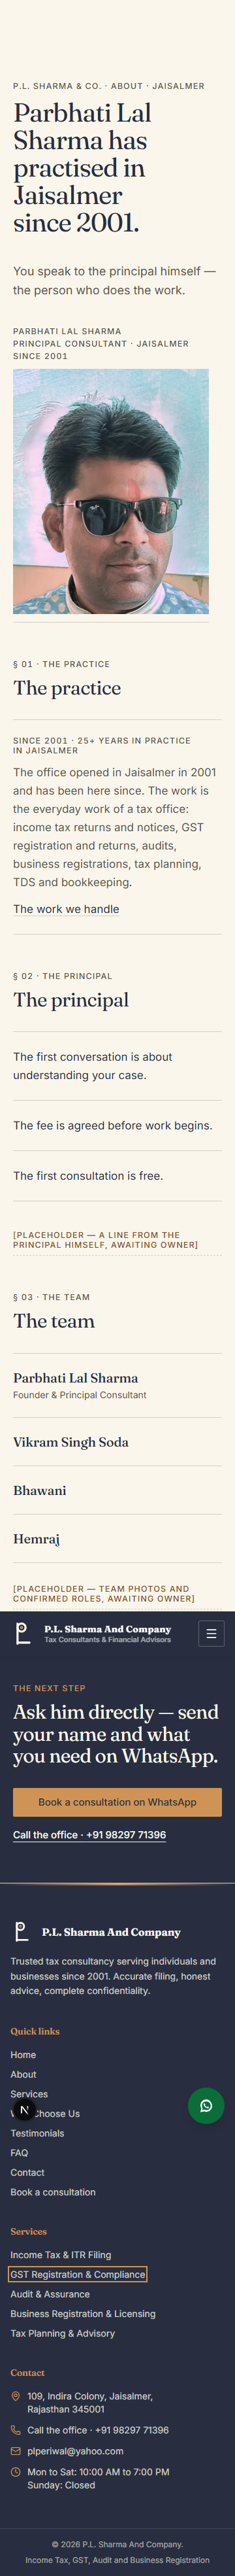 P.L. SHARMA & CO. · ABOUT · JAISALMER
Parbhati Lal
Sharma has
practised in
Jaisalmer
since 2001.
You speak to the principal himself —
the person who does the work.
PARBHATI LAL SHARMA
PRINCIPAL CONSULTANT · JAISALMER
SINCE 2001
§ 01 · THE PRACTICE
The practice
SINCE 2001 · 25+ YEARS IN PRACTICE
IN JAISALMER
The office opened in Jaisalmer in 2001
and has been here since. The work is
the everyday work of a tax office:
income tax returns and notices, GST
registration and returns, audits,
business registrations, tax planning,
TDS and bookkeeping.
The work we handle
§ 02 · THE PRINCIPAL
The principal
The first conversation is about
understanding your case.
The fee is agreed before work begins.
The first consultation is free.
[PLACEHOLDER — A LINE FROM THE
PRINCIPAL HIMSELF, AWAITING OWNER]
§ 03 · THE TEAM
The team
Parbhati Lal Sharma
Founder & Principal Consultant
Vikram Singh Soda
Bhawani
Hemraj
[PLACEHOLDER — TEAM PHOTOS AND
CONFIRMED ROLES, AWAITING OWNER]
P.L. Sharma And Company
Tax Consultants & Financial Advisors
THE NEXT STEP
Ask him directly — send
your name and what
you need on WhatsApp.
Book a consultation on WhatsApp
Call the office · +91 98297 71396
P.L. Sharma And Company
Trusted tax consultancy serving individuals and
businesses since 2001. Accurate filing, honest
advice, complete confidentiality.
Quick links
Home
About
Services
Choose Us
Testimonials
FAQ
Contact
Book a consultation
Services
Income Tax & ITR Filing
GST Registration & Compliance
Audit & Assurance
Business Registration & Licensing
Tax Planning & Advisory
Contact
109, Indira Colony, Jaisalmer,
Rajasthan 345001
Call the office · +91 98297 71396
plperiwal@yahoo.com
Mon to Sat: 10:00 AM to 7:00 PM
Sunday: Closed
© 2026 P.L. Sharma And Company.
Income Tax, GST, Audit and Business Registration